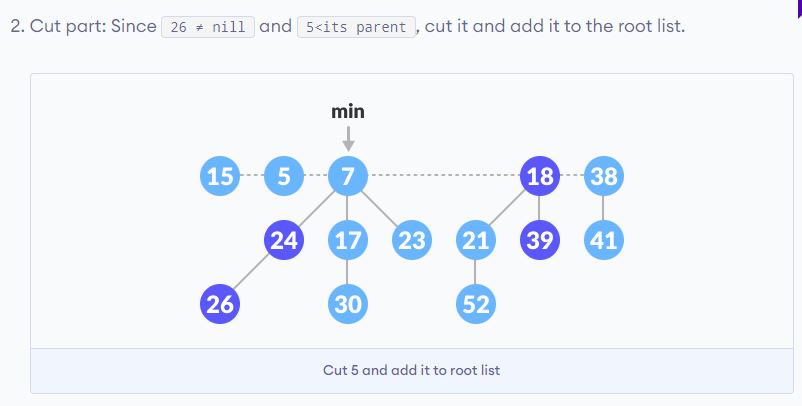 2. Cut part: Since 26 ≠ nill and 5<its parent, cut it and add it to the root list.
min
15 5 7 18 38
24 17 23 21 39 41
26 30 52
Cut 5 and add it to root list